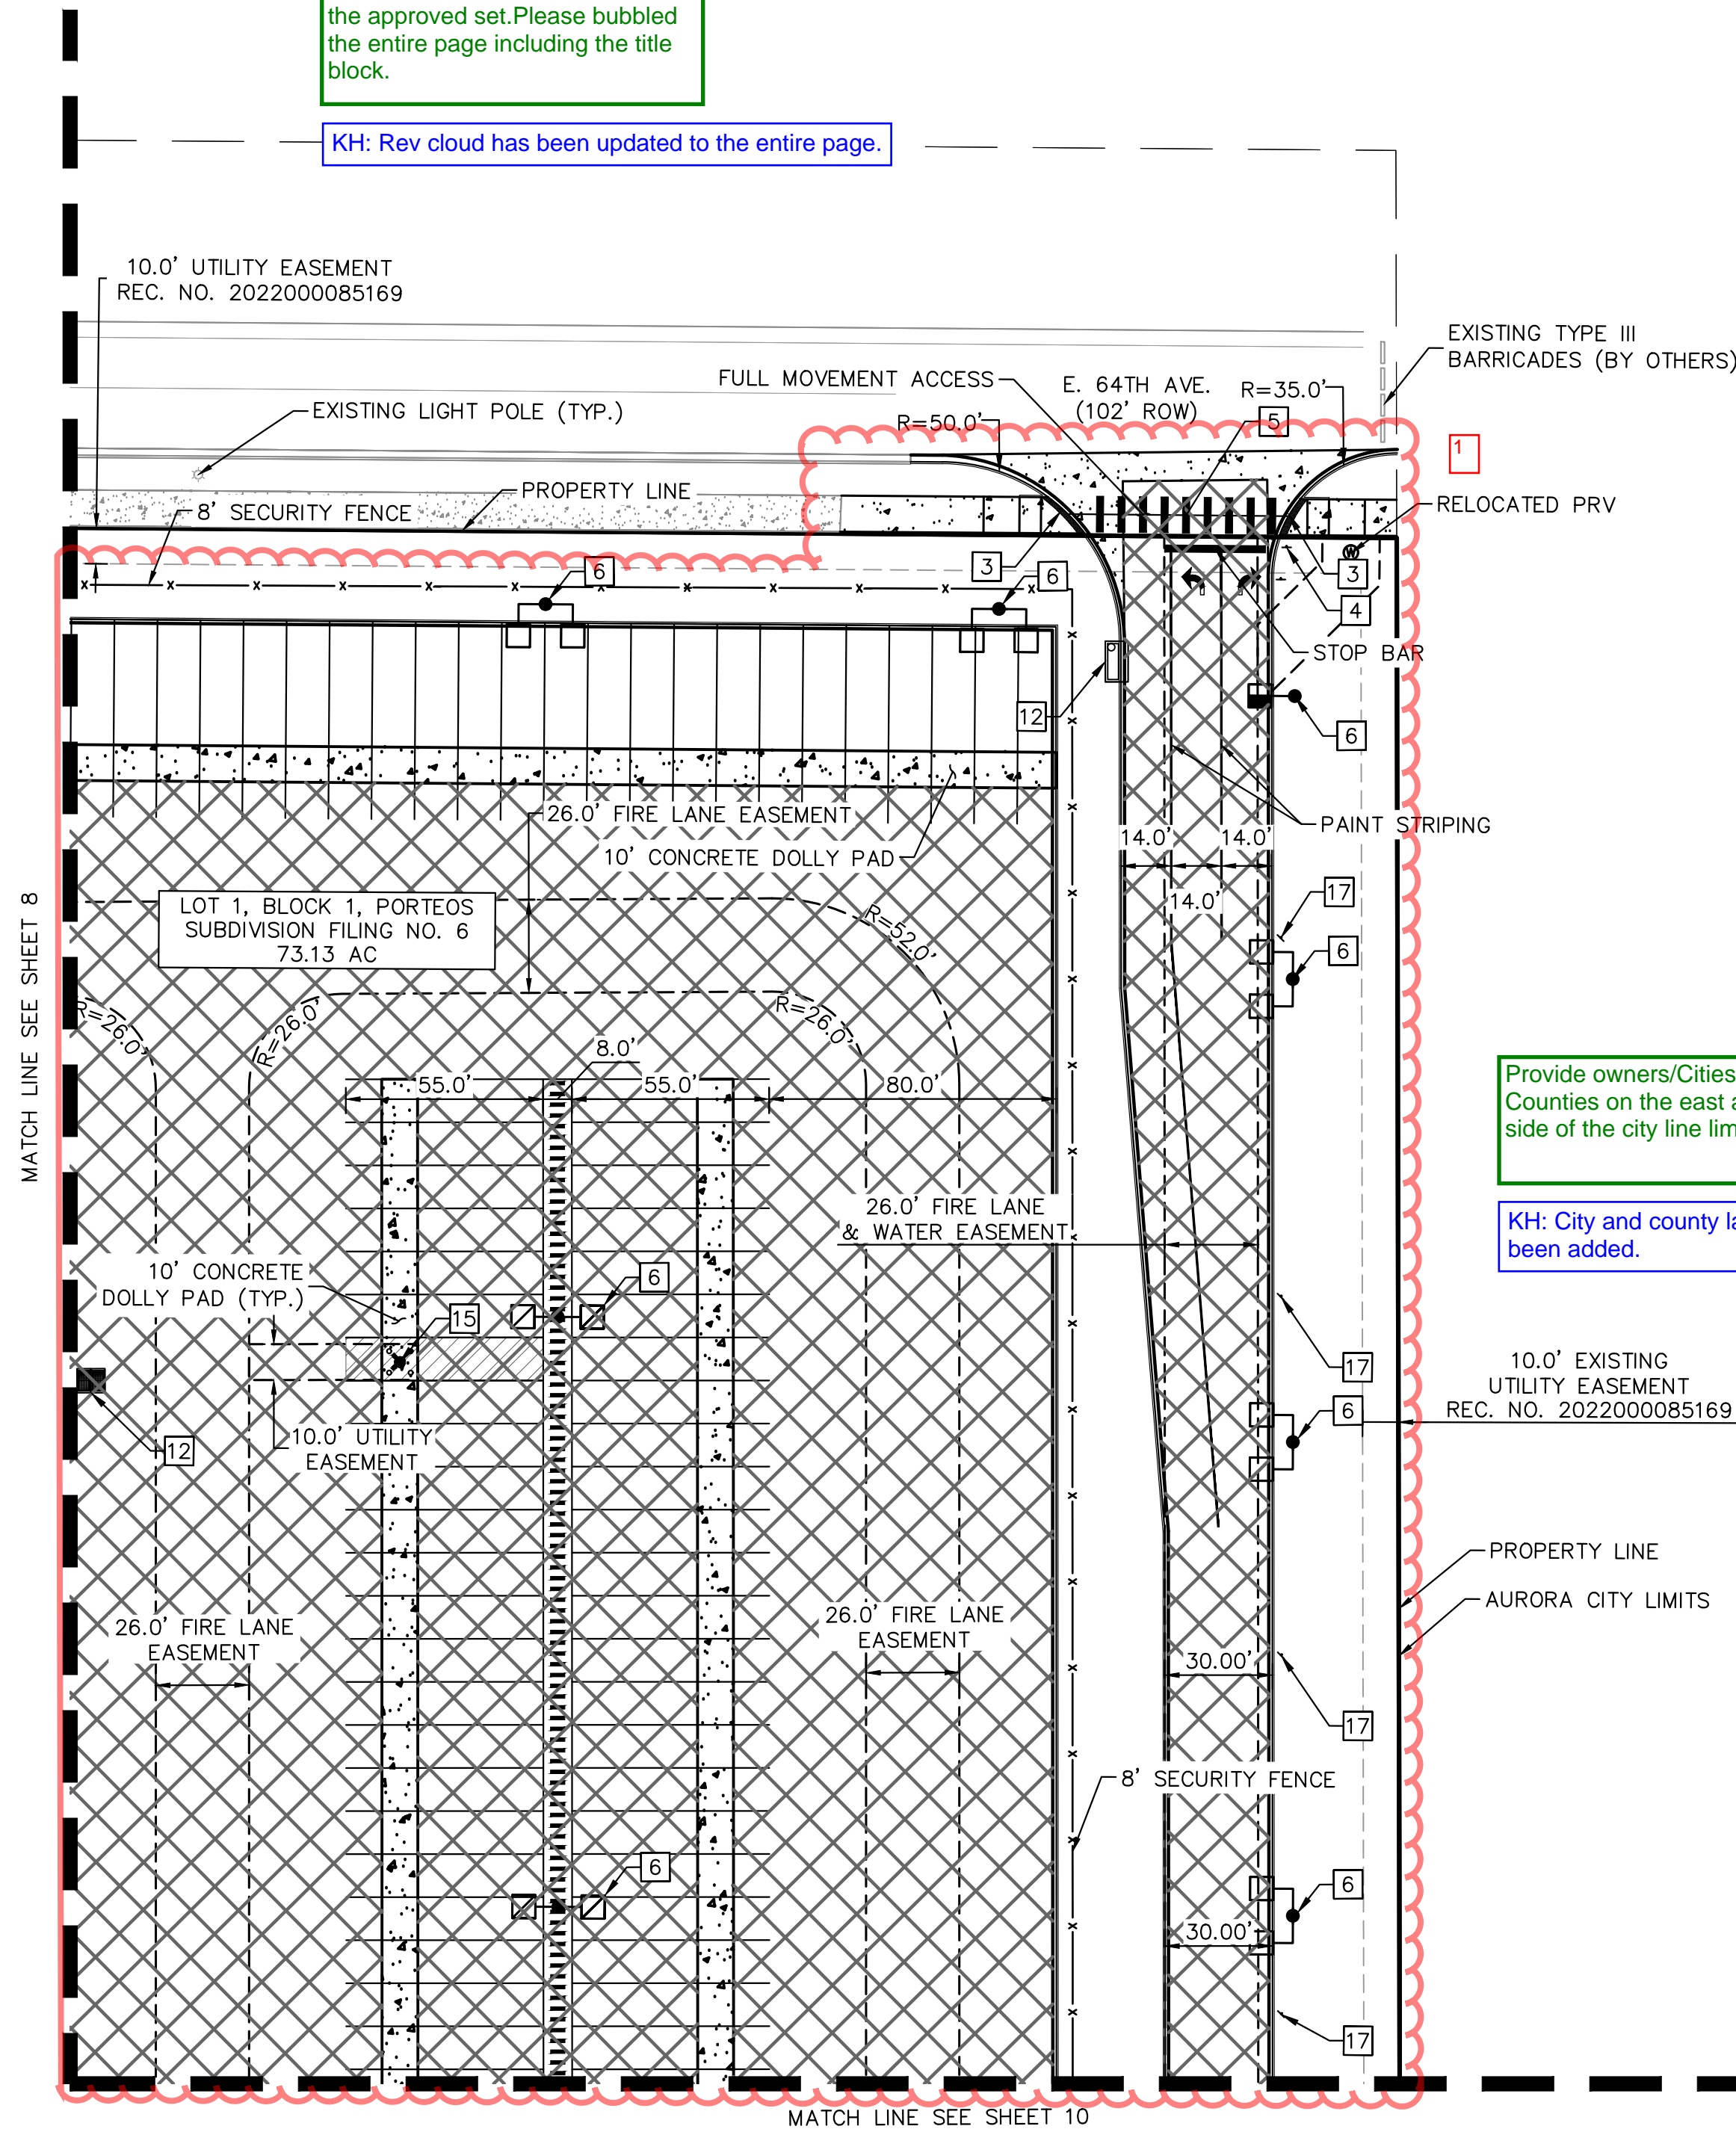 the approved set.Please bubbled
the entire page including the title
block.
KH: Rev cloud has been updated to the entire page.
10.0' UTILITY EASEMENT
REC. NO. 2022000085169
EXISTING TYPE III
BARRICADES (BY OTHERS)
FULL MOVEMENT ACCESS
E. 64TH AVE.
(102' ROW)
R=35.0'
EXISTING LIGHT POLE (TYP.)
R=50.0'
5
1
PROPERTY LINE
RELOCATED PRV
8' SECURITY FENCE
W
3
3
6
6
4
STOP BAR
12
6
26.0' FIRE LANE EASEMENT
PAINT STRIPING
14.0'
14.0'
10' CONCRETE DOLLY PAD
14.0'
17
LOT 1, BLOCK 1, PORTEOS
SUBDIVISION FILING NO. 6
73.13 AC
R=52.0'
6
MATCH LINE SEE SHEET 8
R=26.0'
R=26.0'
R=26.0'
8.0'
55.0'
55.0'
80.0'
Provide owners/Cities
Counties on the east a
side of the city line lim
26.0' FIRE LANE
& WATER EASEMENT
KH: City and county la
been added.
10' CONCRETE
DOLLY PAD (TYP.)
6
15
17
10.0' EXISTING
UTILITY EASEMENT
REC. NO. 2022000085169
6
12
10.0' UTILITY
EASEMENT
PROPERTY LINE
AURORA CITY LIMITS
26.0' FIRE LANE
EASEMENT
26.0' FIRE LANE
EASEMENT
30.00'
17
8' SECURITY FENCE
6
6
30.00'
17
MATCH LINE SEE SHEET 10